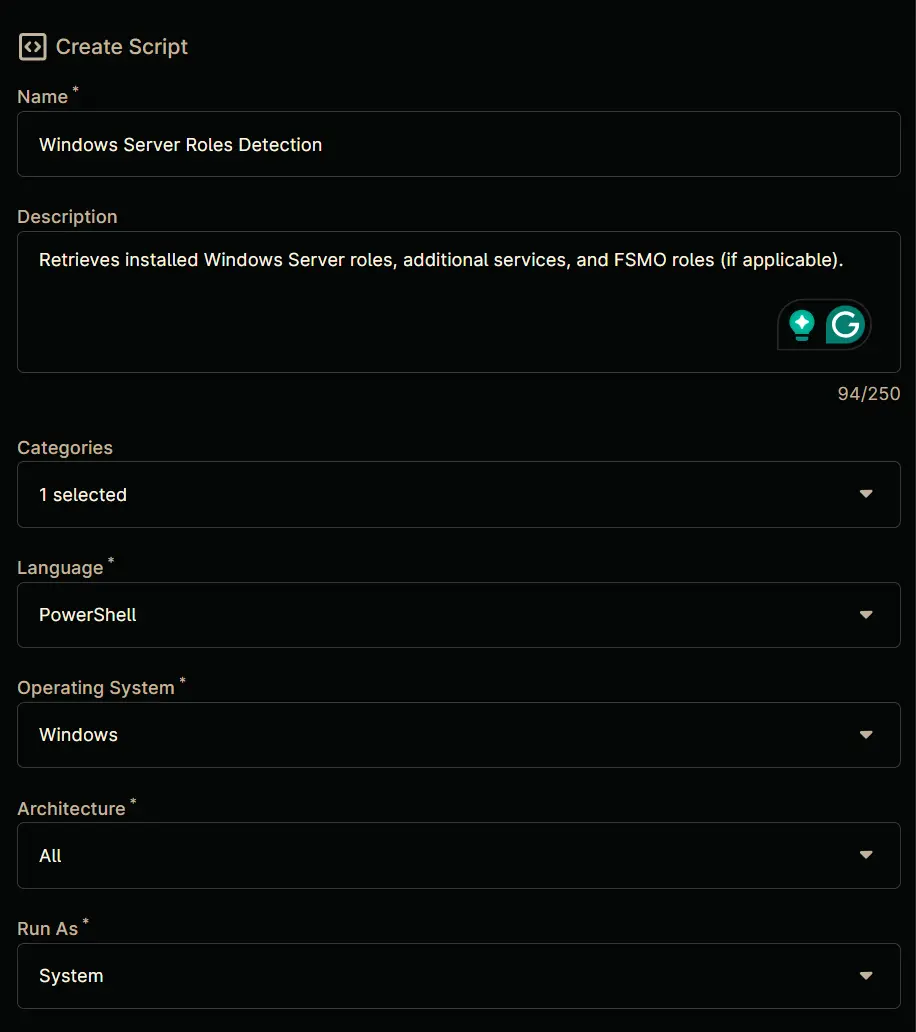 Create Script
Name *
Windows Server Roles Detection
Description
Retrieves installed Windows Server roles, additional services, and FSMO roles (if applicable).
94/250
Categories
1 selected
Language *
PowerShell
Operating System *
Windows
Architecture *
All
Run As *
System